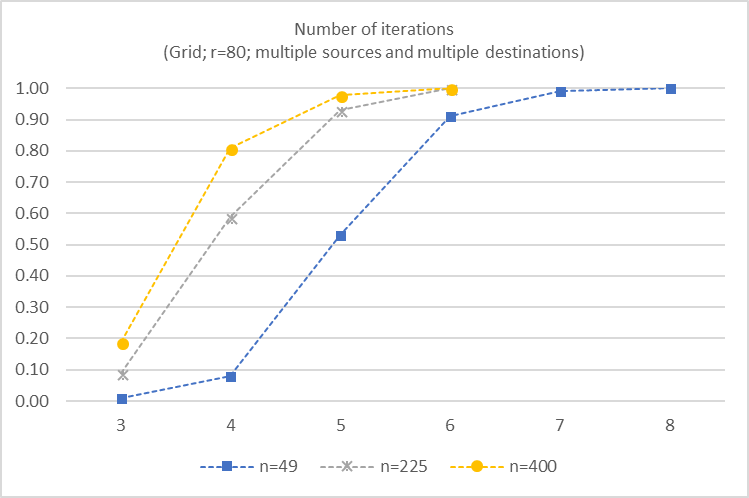 Number of iterations
(Grid; r=80; multiple sources and multiple destinations)
1.00
0.90
0.80
0.70
0.60
0.50
0.40
0.30
0.20
0.10
0.00
3 4 5 6 7 8
n=49 n=225 n=400